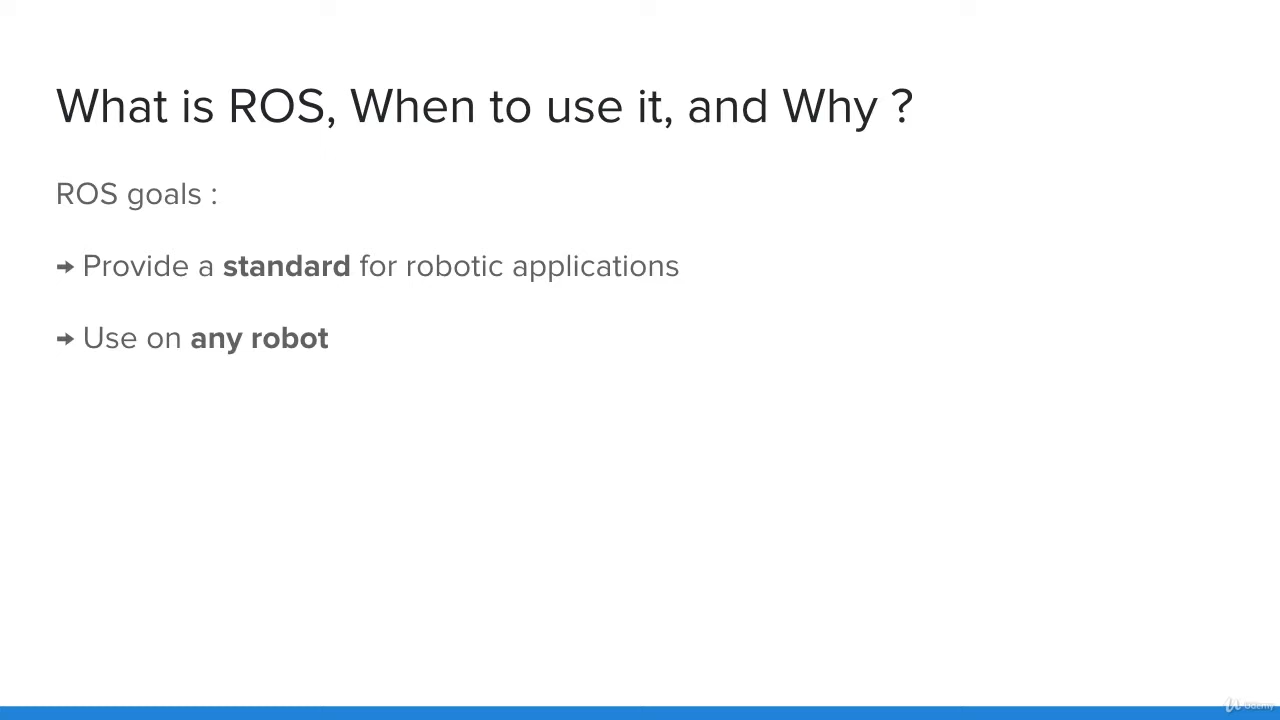 What is ROS, When to use it, and Why ?
ROS goals :
→ Provide a standard for robotic applications
→ Use on any robot
Udemy